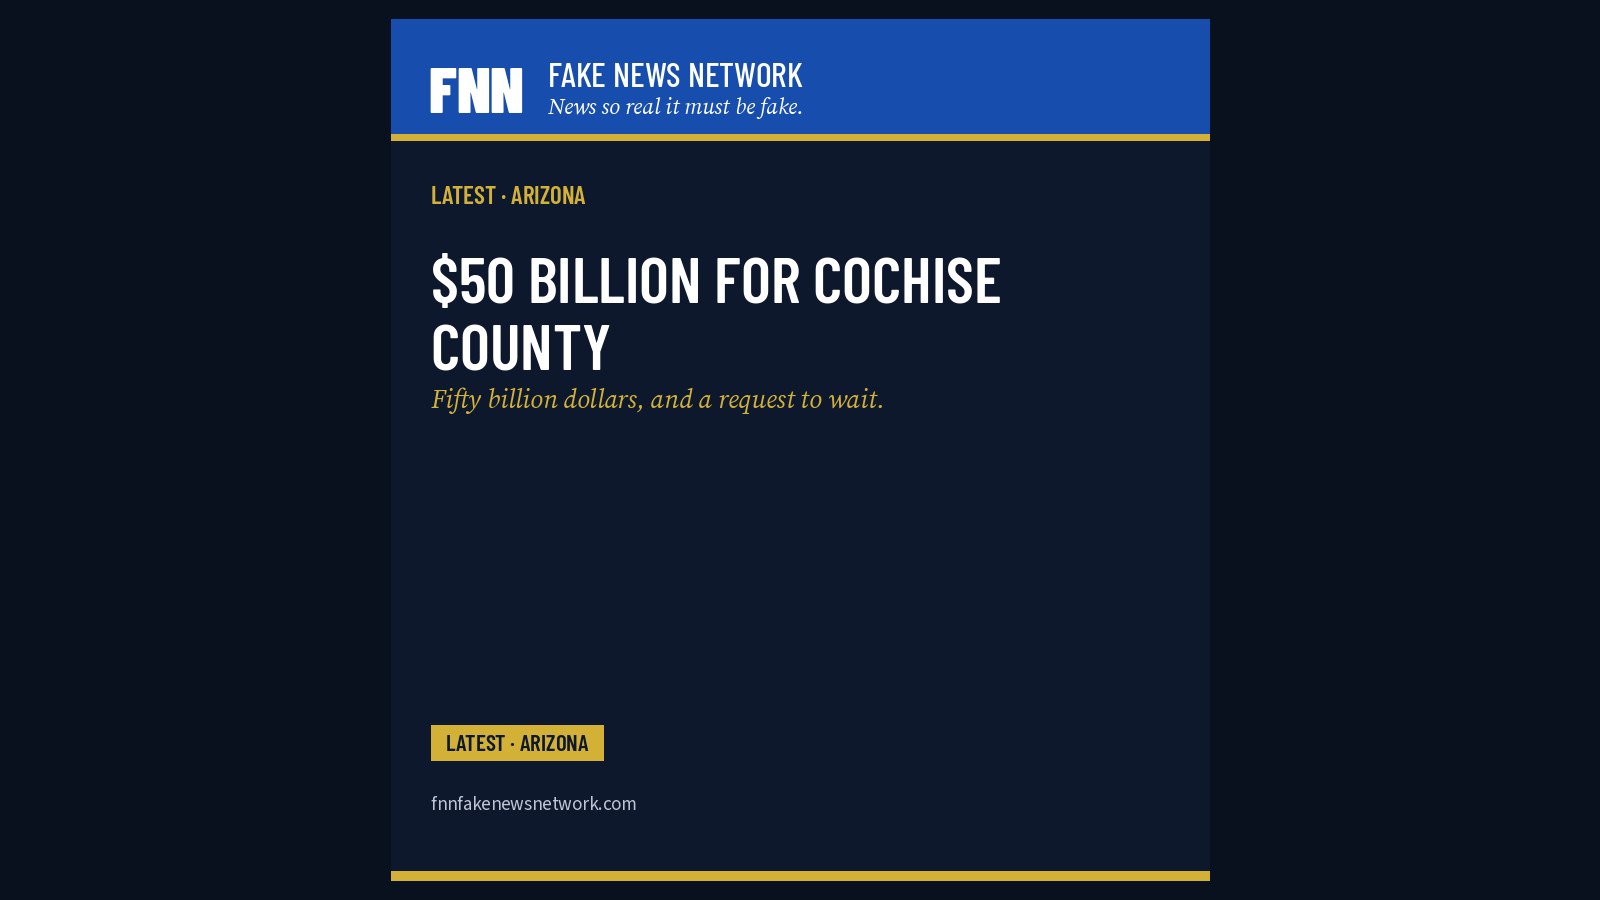 FNN
FAKE NEWS NETWORK
News so real it must be fake.
LATEST · ARIZONA
$50 BILLION FOR COCHISE
COUNTY
Fifty billion dollars, and a request to wait.
LATEST · ARIZONA
fnnfakenewsnetwork.com